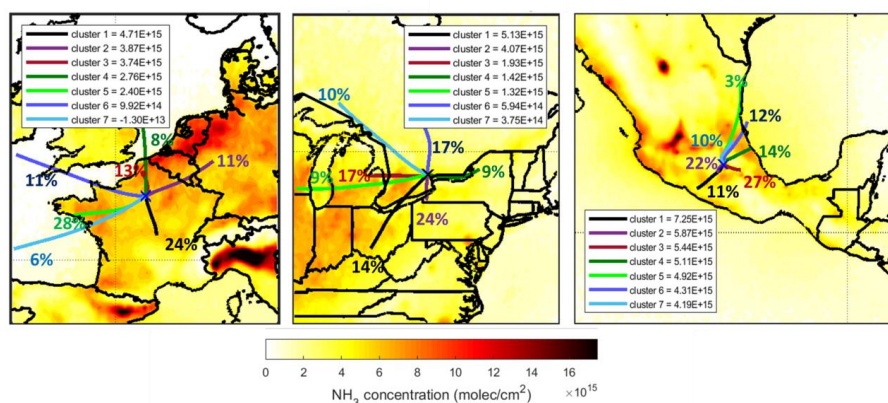 cluster 1 = 4.71E+15
cluster 2 = 3.87E+15
cluster 3 = 3.74E+15
cluster 4 = 2.76E+15
cluster 5 = 2.40E+15
cluster 6 = 9.92E+14
cluster 7 = -1.30E+13
8%
13%
11%
11%
28%
24%
6%
cluster 1 = 5.13E+15
cluster 2 = 4.07E+15
cluster 3 = 1.93E+15
cluster 4 = 1.42E+15
cluster 5 = 1.32E+15
cluster 6 = 5.94E+14
cluster 7 = 3.75E+14
10%
17%
17%
9%
9%
24%
14%
3%
12%
10%
14%
22%
27%
11%
cluster 1 = 7.25E+15
cluster 2 = 5.87E+15
cluster 3 = 5.44E+15
cluster 4 = 5.11E+15
cluster 5 = 4.92E+15
cluster 6 = 4.31E+15
cluster 7 = 4.19E+15
0 2 4 6 8 10 12 14 16
NH3 concentration (molec/cm²) ×10¹⁵